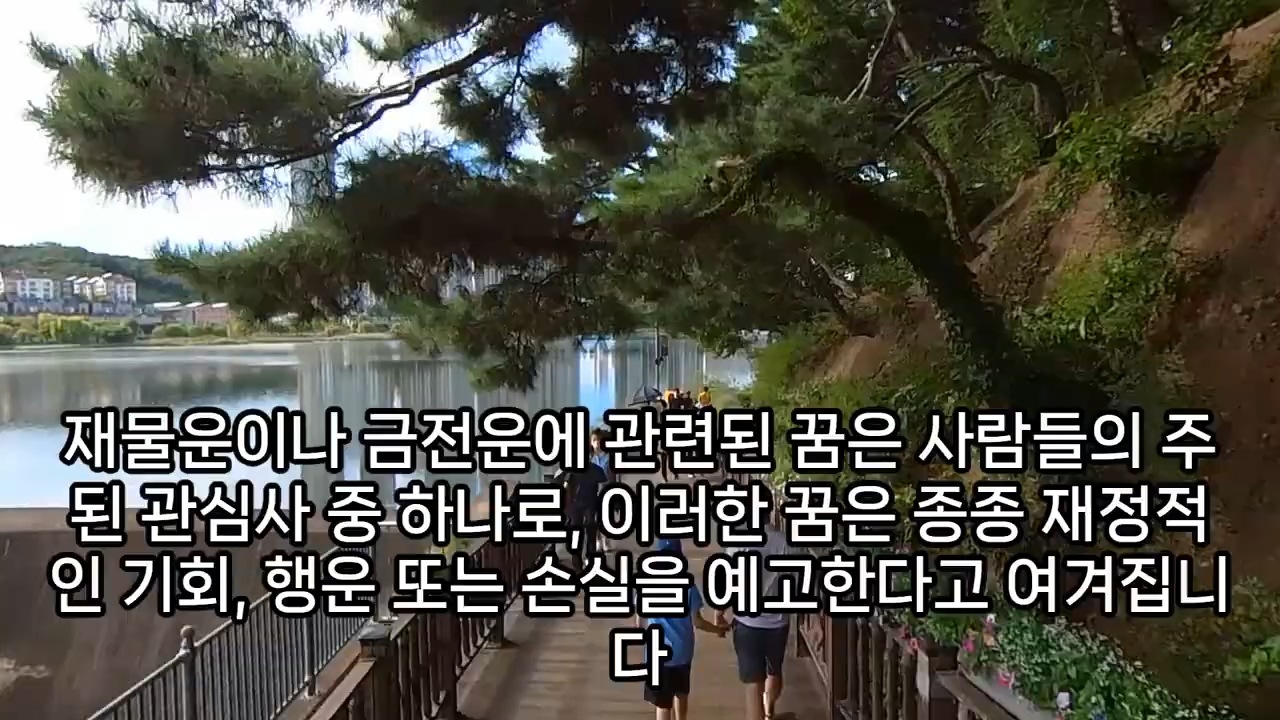 재물운이나 금전운에 관련된 꿈은 사람들의 주
된 관심사 중 하나로, 이러한 꿈은 종종 재정적
인 기회, 행운 또는 손실을 예고한다고 여겨집니
다